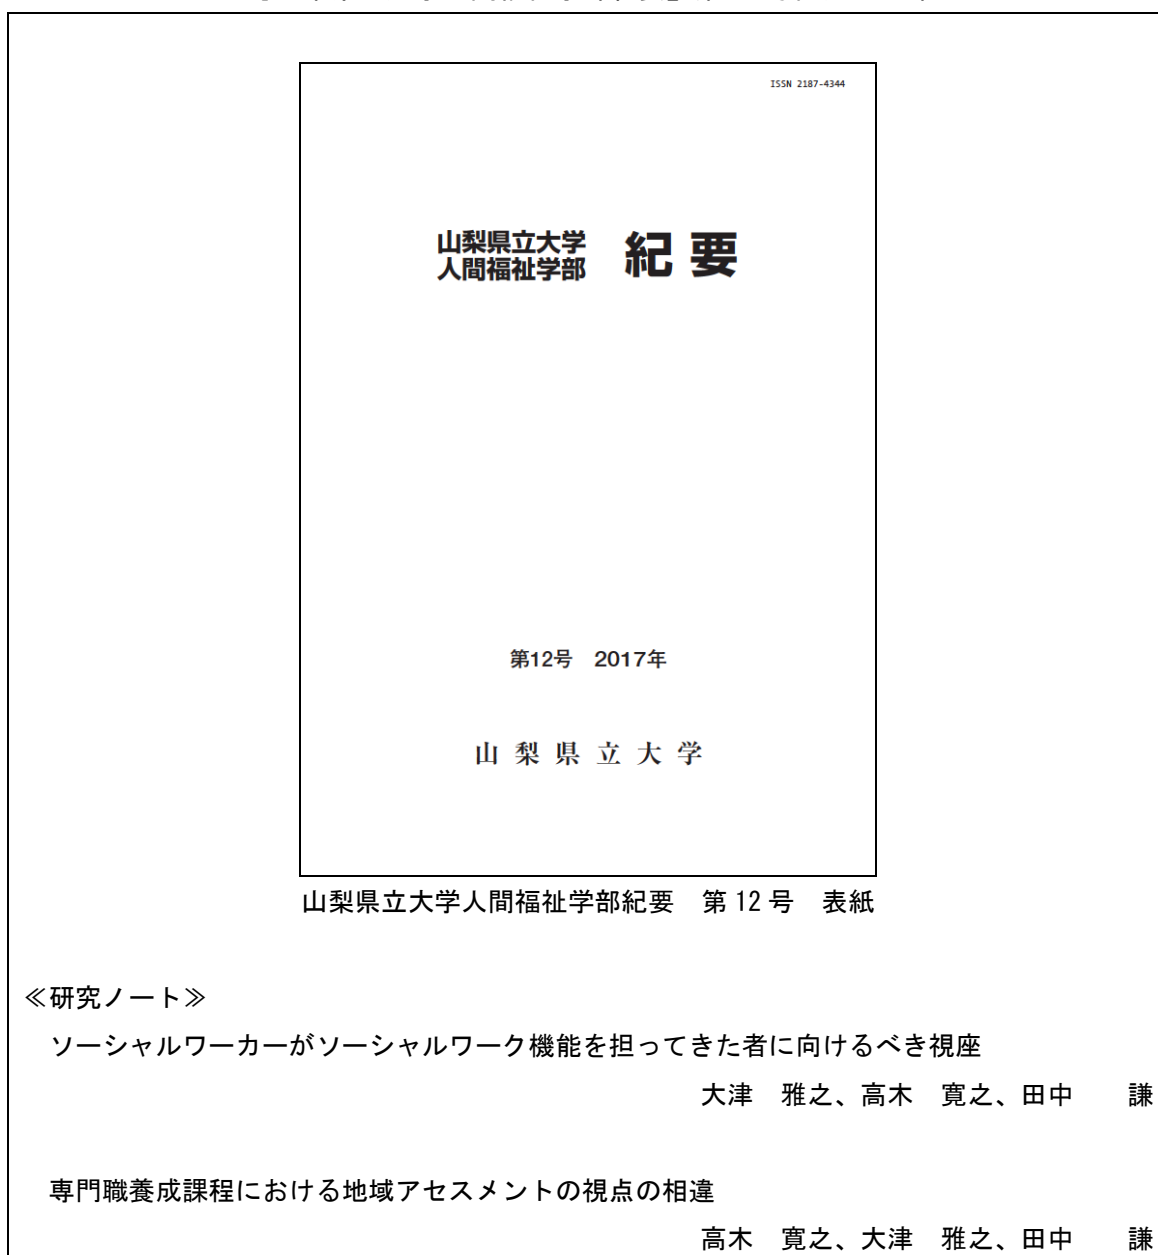 ISSN 2187-4344
山梨県立大学
人間福祉学部 紀要
第12号 2017年
山梨県立大学
山梨県立大学人間福祉学部紀要 第12号 表紙
≪研究ノート≫
ソーシャルワーカーがソーシャルワーク機能を担ってきた者に向けるべき視座
大津 雅之、高木 寛之、田中 謙
専門職養成課程における地域アセスメントの視点の相違
高木 寛之、大津 雅之、田中 謙